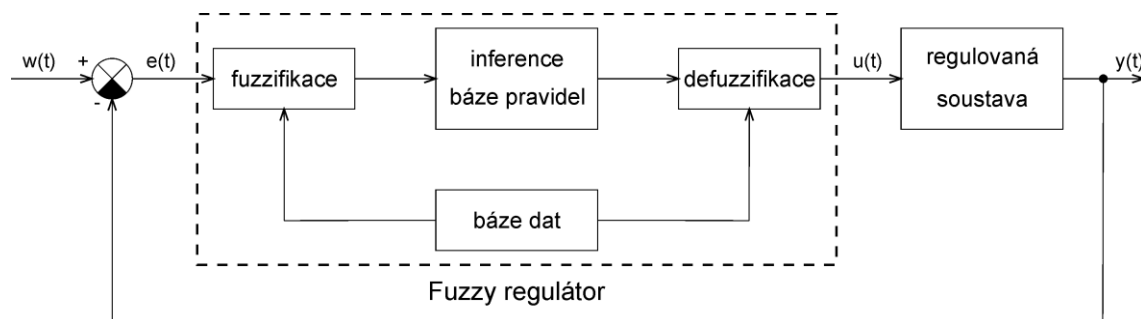 w(t)
+
-
e(t)
fuzzifikace
inference
báze pravidel
defuzzifikace
u(t)
regulovaná
soustava
y(t)
báze dat
Fuzzy regulátor